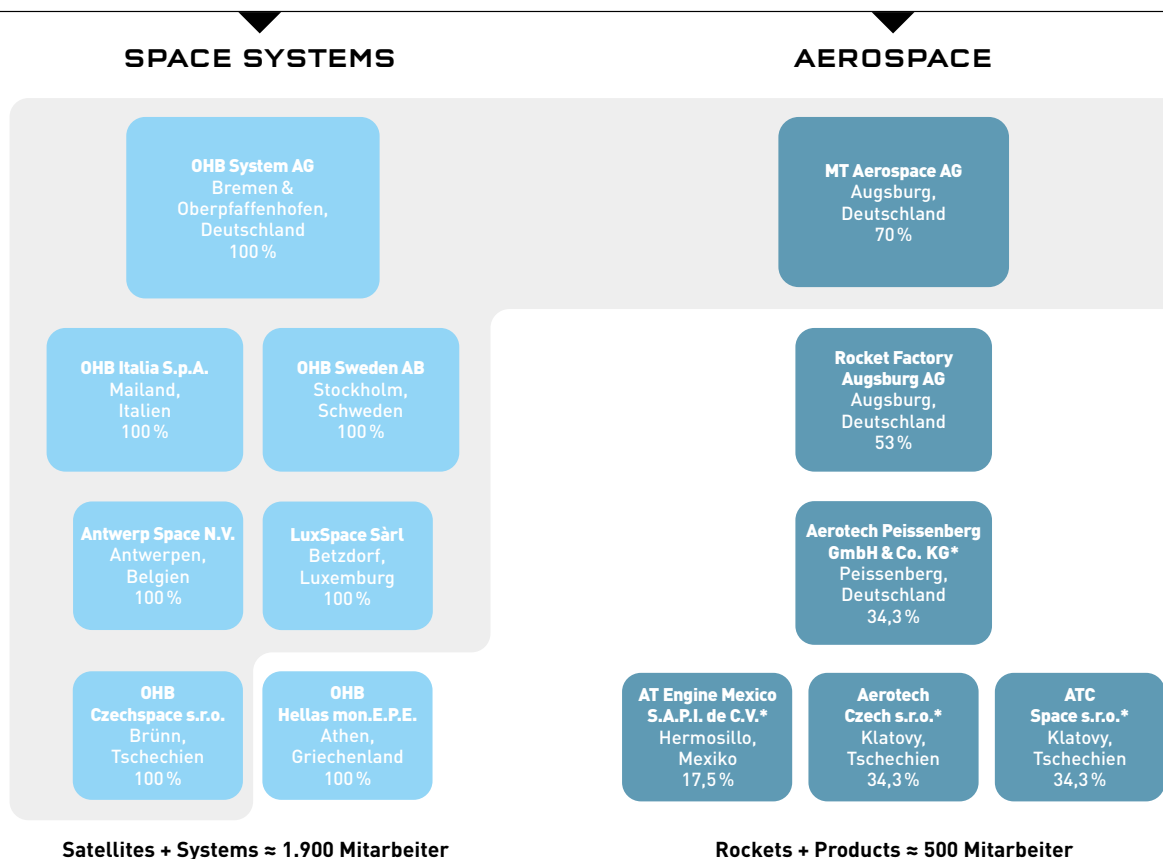 SPACE SYSTEMS
OHB System AG
Bremen &
Oberpfaffenhofen,
Deutschland
100 %
OHB Italia S.p.A.
Mailand,
Italien
100 %
OHB Sweden AB
Stockholm,
Schweden
100 %
Antwerp Space N.V.
Antwerpen,
Belgien
100 %
LuxSpace Sàrl
Betzdorf,
Luxemburg
100 %
OHB
Czechspace s.r.o.
Brünn,
Tschechien
100 %
OHB
Hellas mon.E.P.E.
Athen,
Griechenland
100 %
Satellites + Systems ≈ 1.900 Mitarbeiter
AEROSPACE
MT Aerospace AG
Augsburg,
Deutschland
70 %
Rocket Factory
Augsburg AG
Augsburg,
Deutschland
53 %
Aerotech Peissenberg
GmbH & Co. KG*
Peissenberg,
Deutschland
34,3 %
AT Engine Mexico
S.A.P.I. de C.V.*
Hermosillo,
Mexiko
17,5 %
Aerotech
Czech s.r.o.*
Klatovy,
Tschechien
34,3 %
ATC
Space s.r.o.*
Klatovy,
Tschechien
34,3 %
Rockets + Products ≈ 500 Mitarbeiter